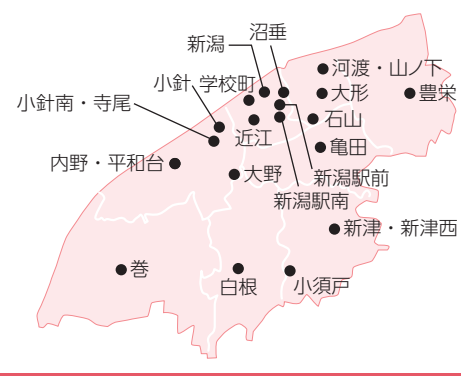 沼垂
新潟
河渡・山ノ下
小針
学校町
大形
豊栄
小針南・寺尾
石山
近江
亀田
内野・平和台
大野
新潟駅前
新潟駅南
新津・新津西
巻
白根
小須戸